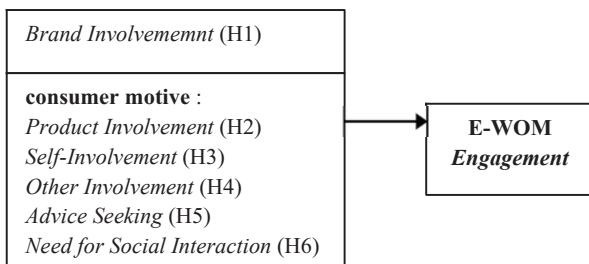 Brand Involvememnt (H1)
consumer motive :
Product Involvement (H2)
Self-Involvement (H3)
Other Involvement (H4)
Advice Seeking (H5)
Need for Social Interaction (H6)
E-WOM
Engagement